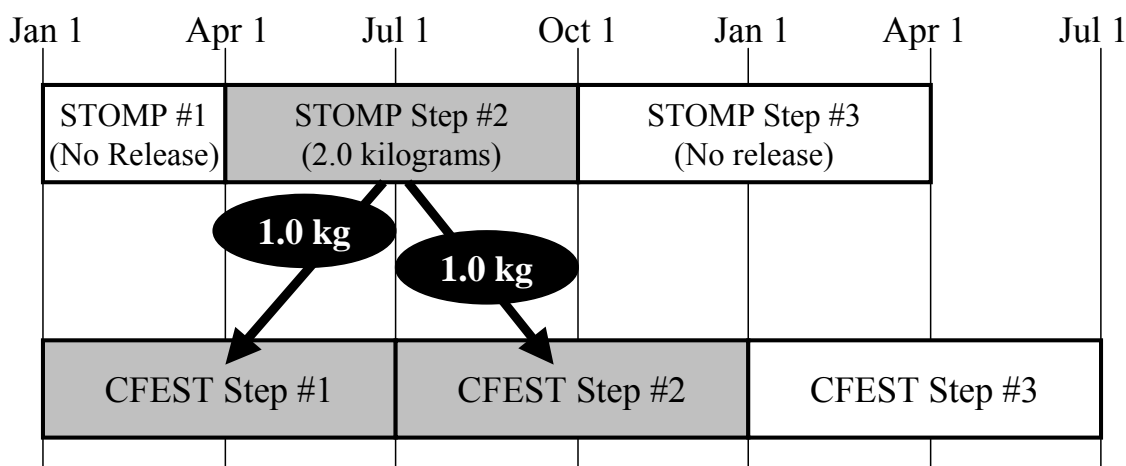 Jan 1 Apr 1 Jul 1 Oct 1 Jan 1 Apr 1 Jul 1
STOMP #1
(No Release)
STOMP Step #2
(2.0 kilograms)
STOMP Step #3
(No release)
1.0 kg
1.0 kg
CFEST Step #1
CFEST Step #2
CFEST Step #3